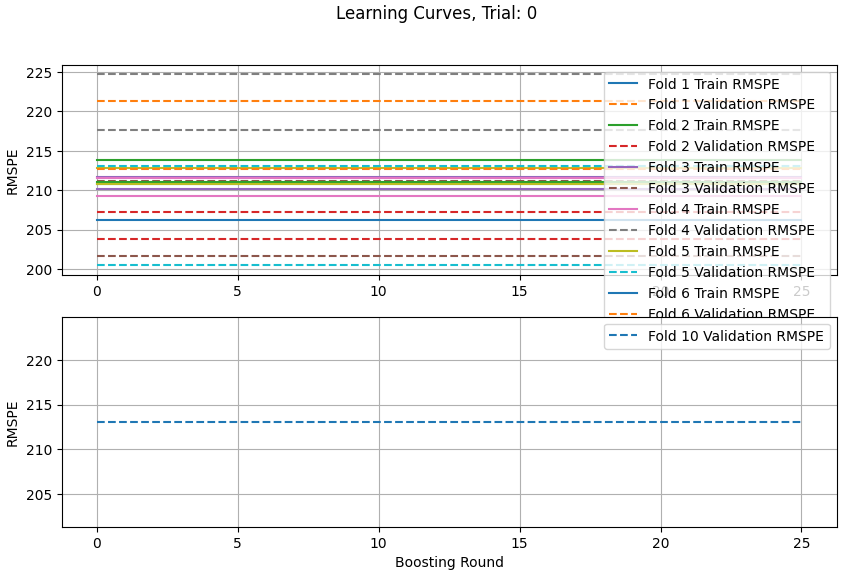 Learning Curves, Trial: 0
225
220
215
210
205
200
RMSPE
Fold 1 Train RMSPE
Fold 1 Validation RMSPE
Fold 2 Train RMSPE
Fold 2 Validation RMSPE
Fold 3 Train RMSPE
Fold 3 Validation RMSPE
Fold 4 Train RMSPE
Fold 4 Validation RMSPE
Fold 5 Train RMSPE
Fold 5 Validation RMSPE
Fold 6 Train RMSPE
Fold 6 Validation RMSPE
0 5 10 15 20 25
Fold 10 Validation RMSPE
220
215
210
205
RMSPE
0 5 10 15 20 25
Boosting Round